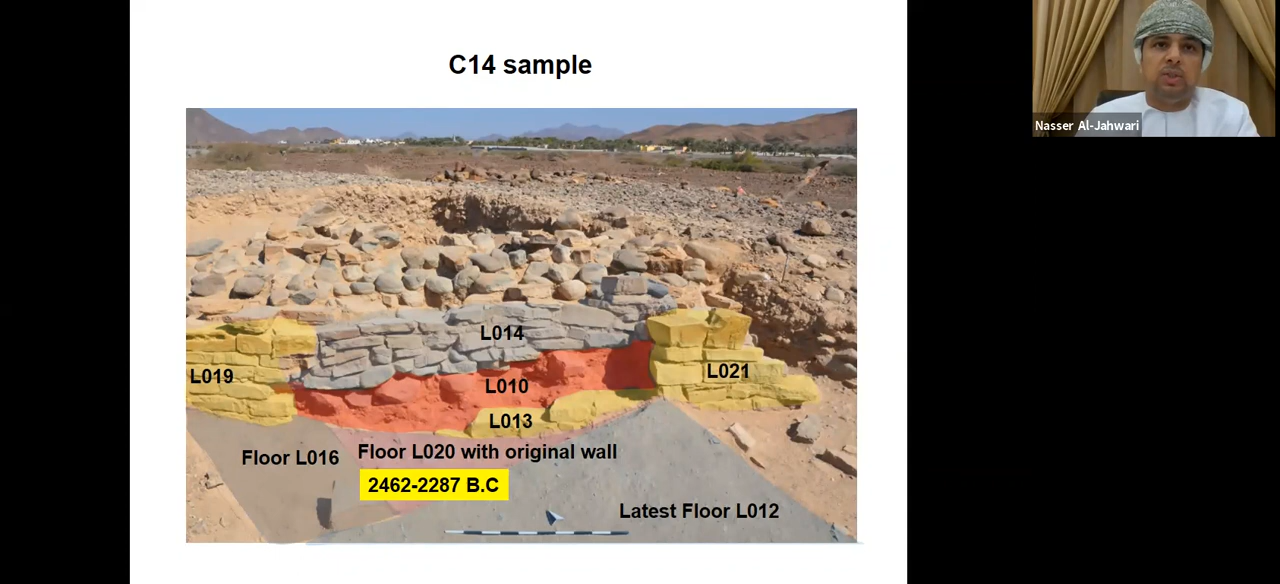 C14 sample
Nasser Al-Jahwari
L014
L019
L021
L010
L013
Floor L016
Floor L020 with original wall
2462-2287 B.C
Latest Floor L012